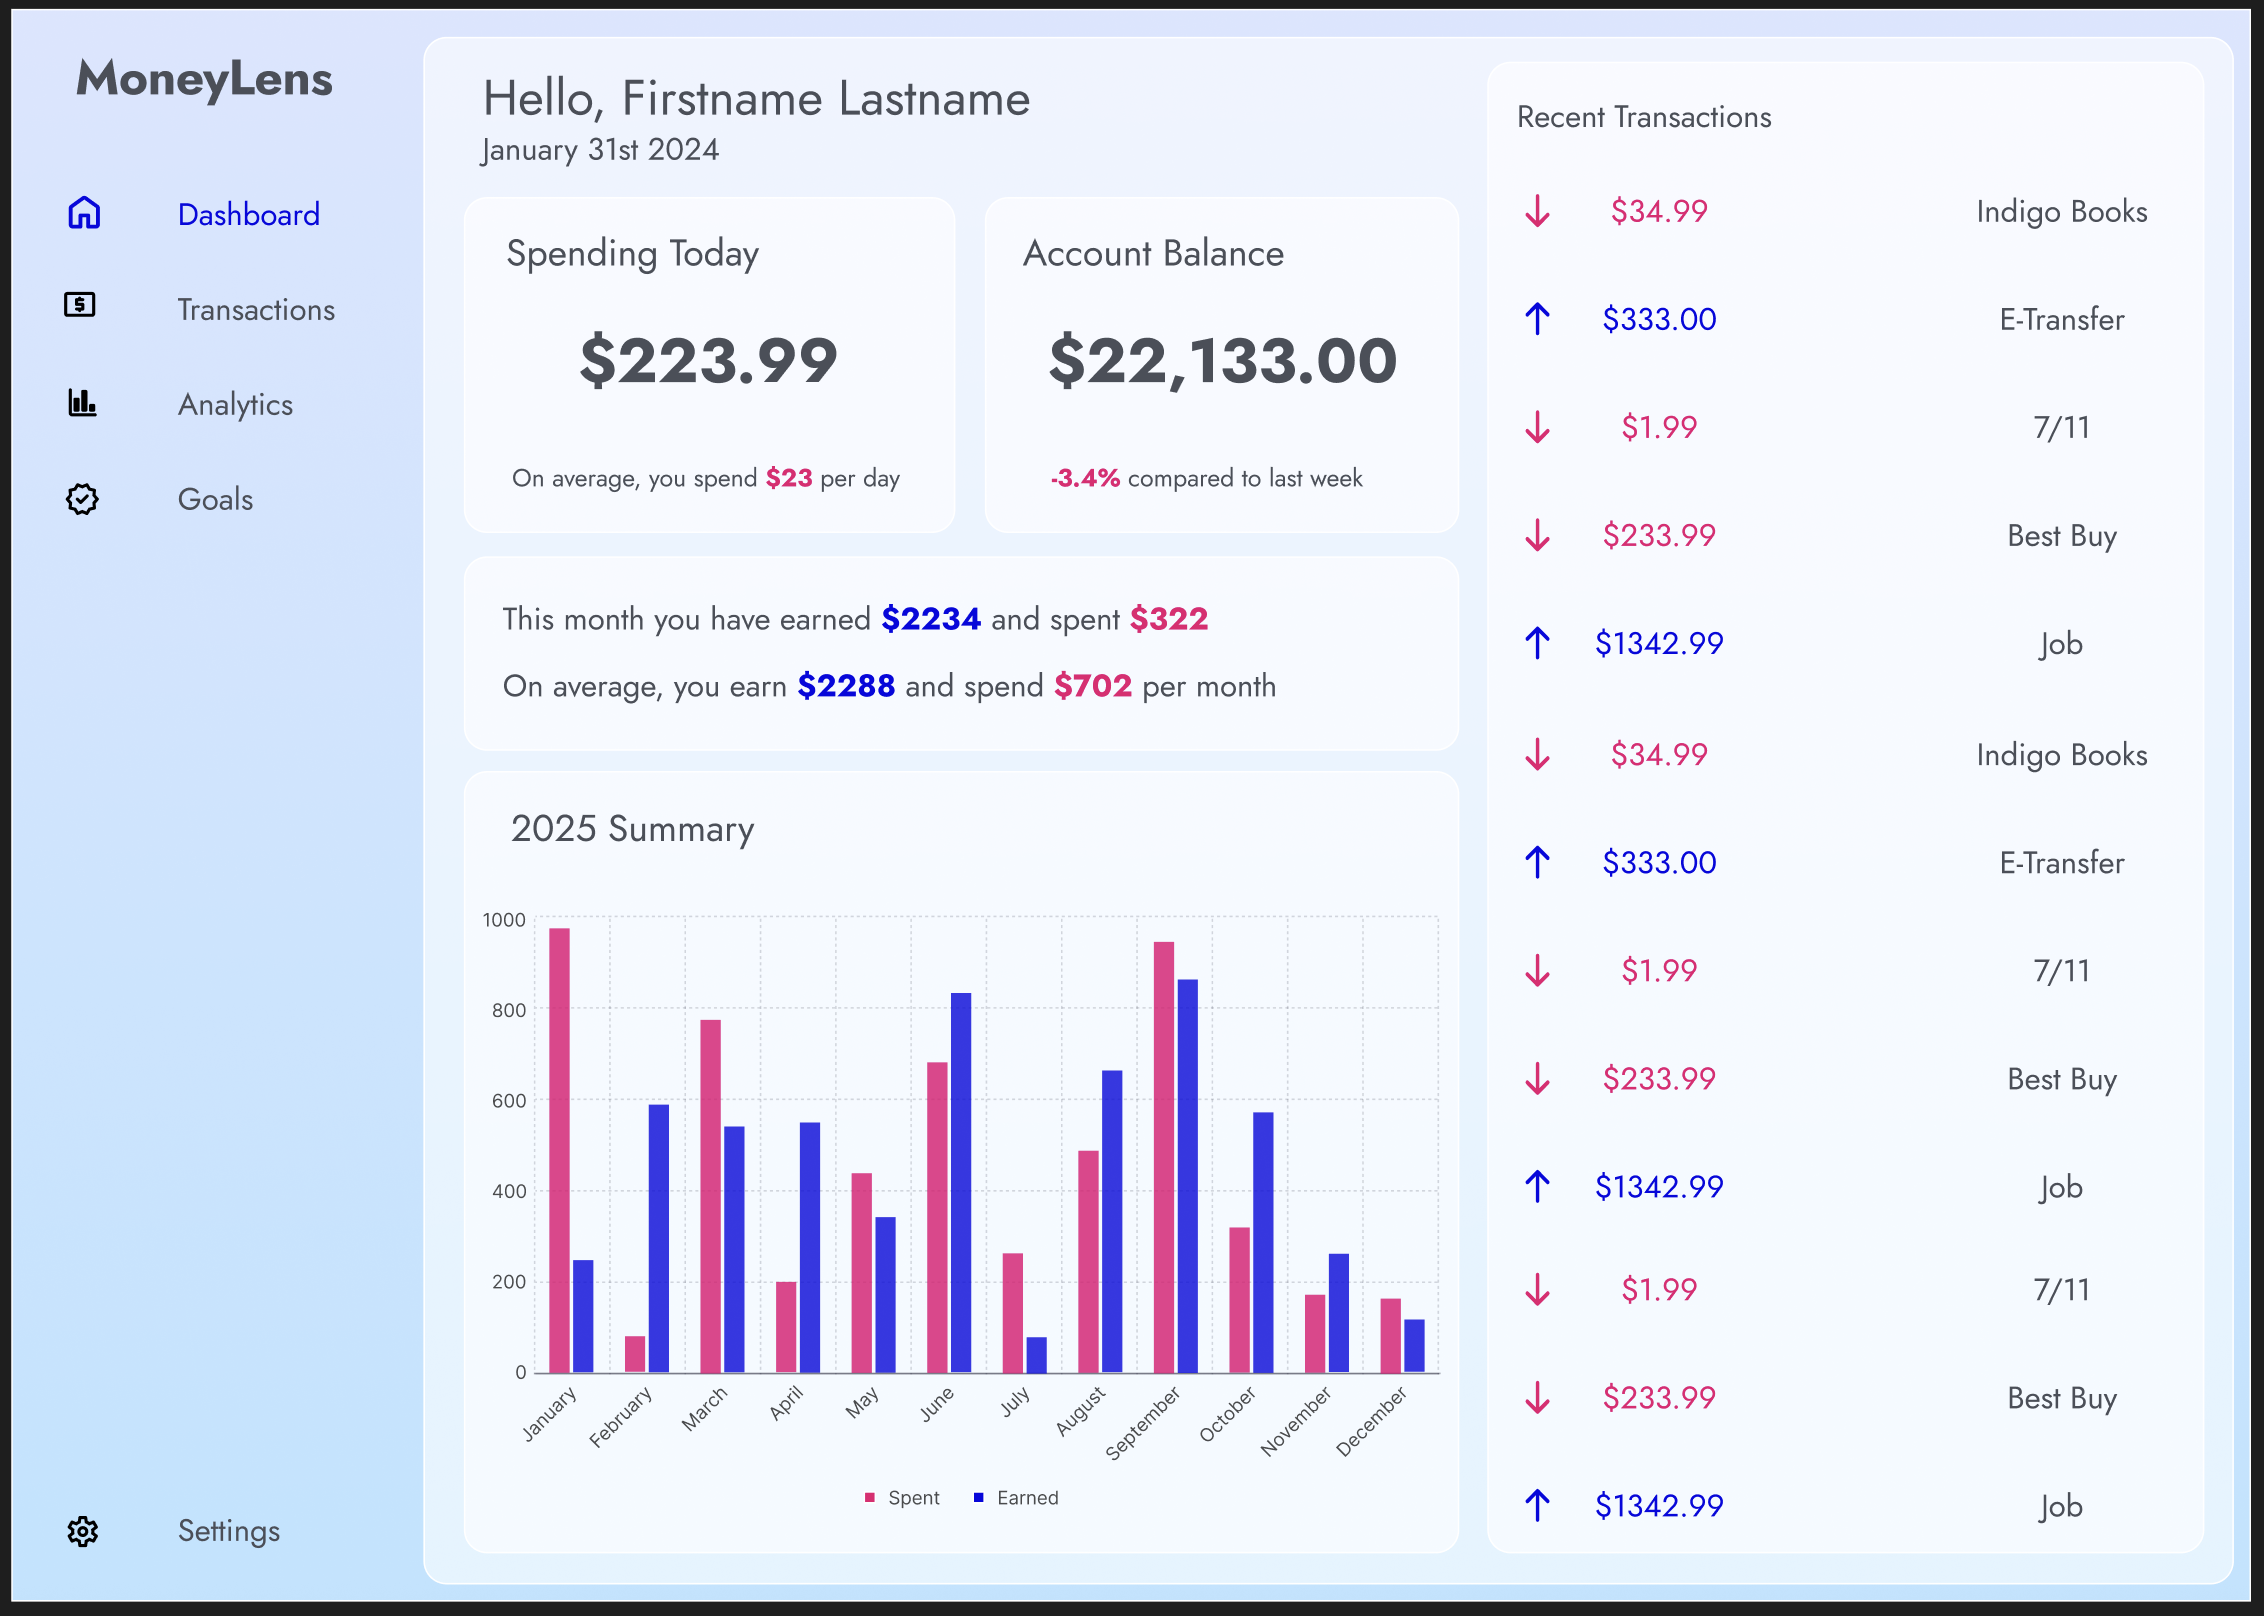 MoneyLens
Dashboard
Transactions
Analytics
Goals
Settings
Hello, Firstname Lastname
January 31st 2024
Spending Today
$223.99
On average, you spend $23 per day
Account Balance
$22,133.00
-3.4% compared to last week
This month you have earned $2234 and spent $322
On average, you earn $2288 and spend $702 per month
2025 Summary
1000
800
600
400
200
0
January
February
March
April
May
June
July
August
September
October
November
December
Spent
Earned
Recent Transactions
$34.99 Indigo Books
$333.00 E-Transfer
$1.99 7/11
$233.99 Best Buy
$1342.99 Job
$34.99 Indigo Books
$333.00 E-Transfer
$1.99 7/11
$233.99 Best Buy
$1342.99 Job
$1.99 7/11
$233.99 Best Buy
$1342.99 Job